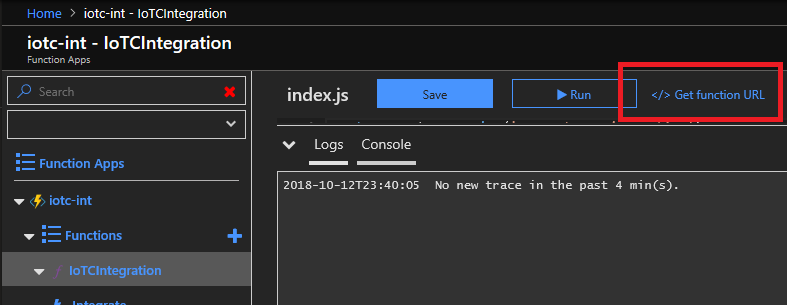 Home > iotc-int - IoTCIntegration
iotc-int - IoTCIntegration
Function Apps
Search
index.js
Save
Run
</> Get function URL
Logs
Console
2018-10-12T23:40:05 No new trace in the past 4 min(s).
Function Apps
iotc-int
Functions
IoTCIntegration
Integrate